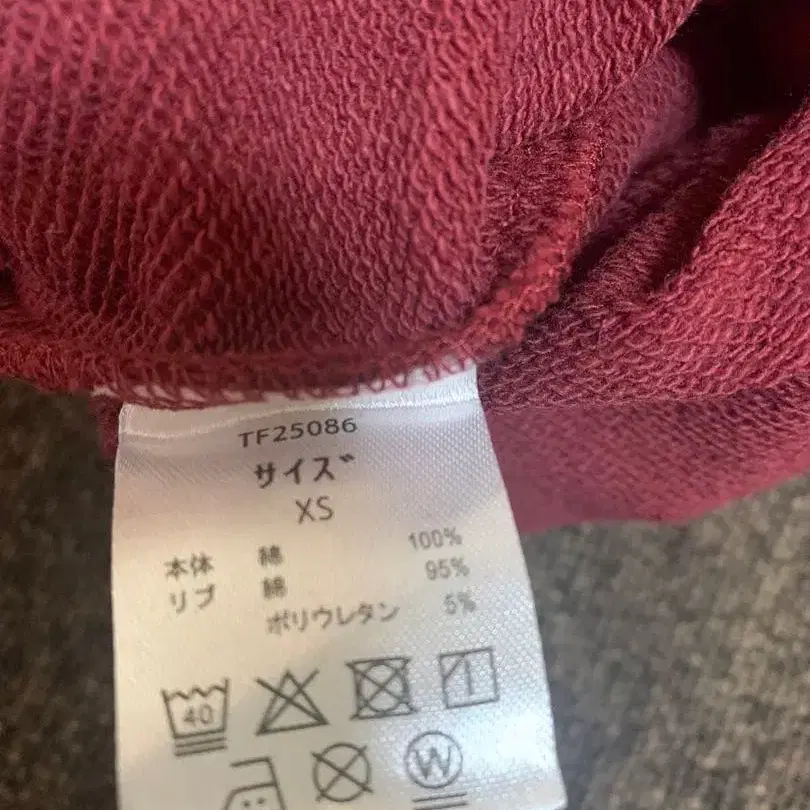 TF25086
サイズ
XS
本体 綿 100%
リブ 綿 95%
ポリウレタン 5%
40
W